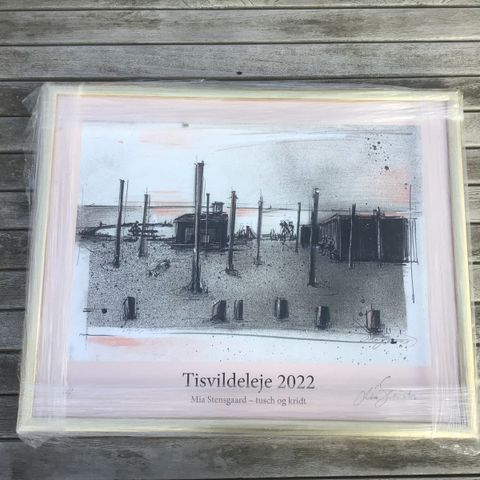 Tisvildeleje 2022
Mia Stensgaard – tusch og kridt